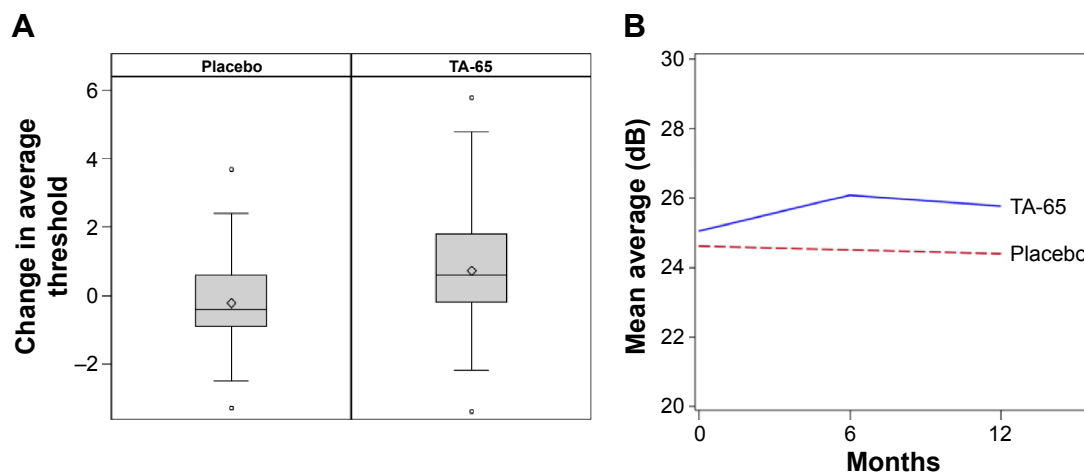 A
Placebo
TA-65
6
4
2
0
–2
Change in average
threshold
B
30
28
26
24
22
20
Mean average (dB)
TA-65
Placebo
0
6
12
Months